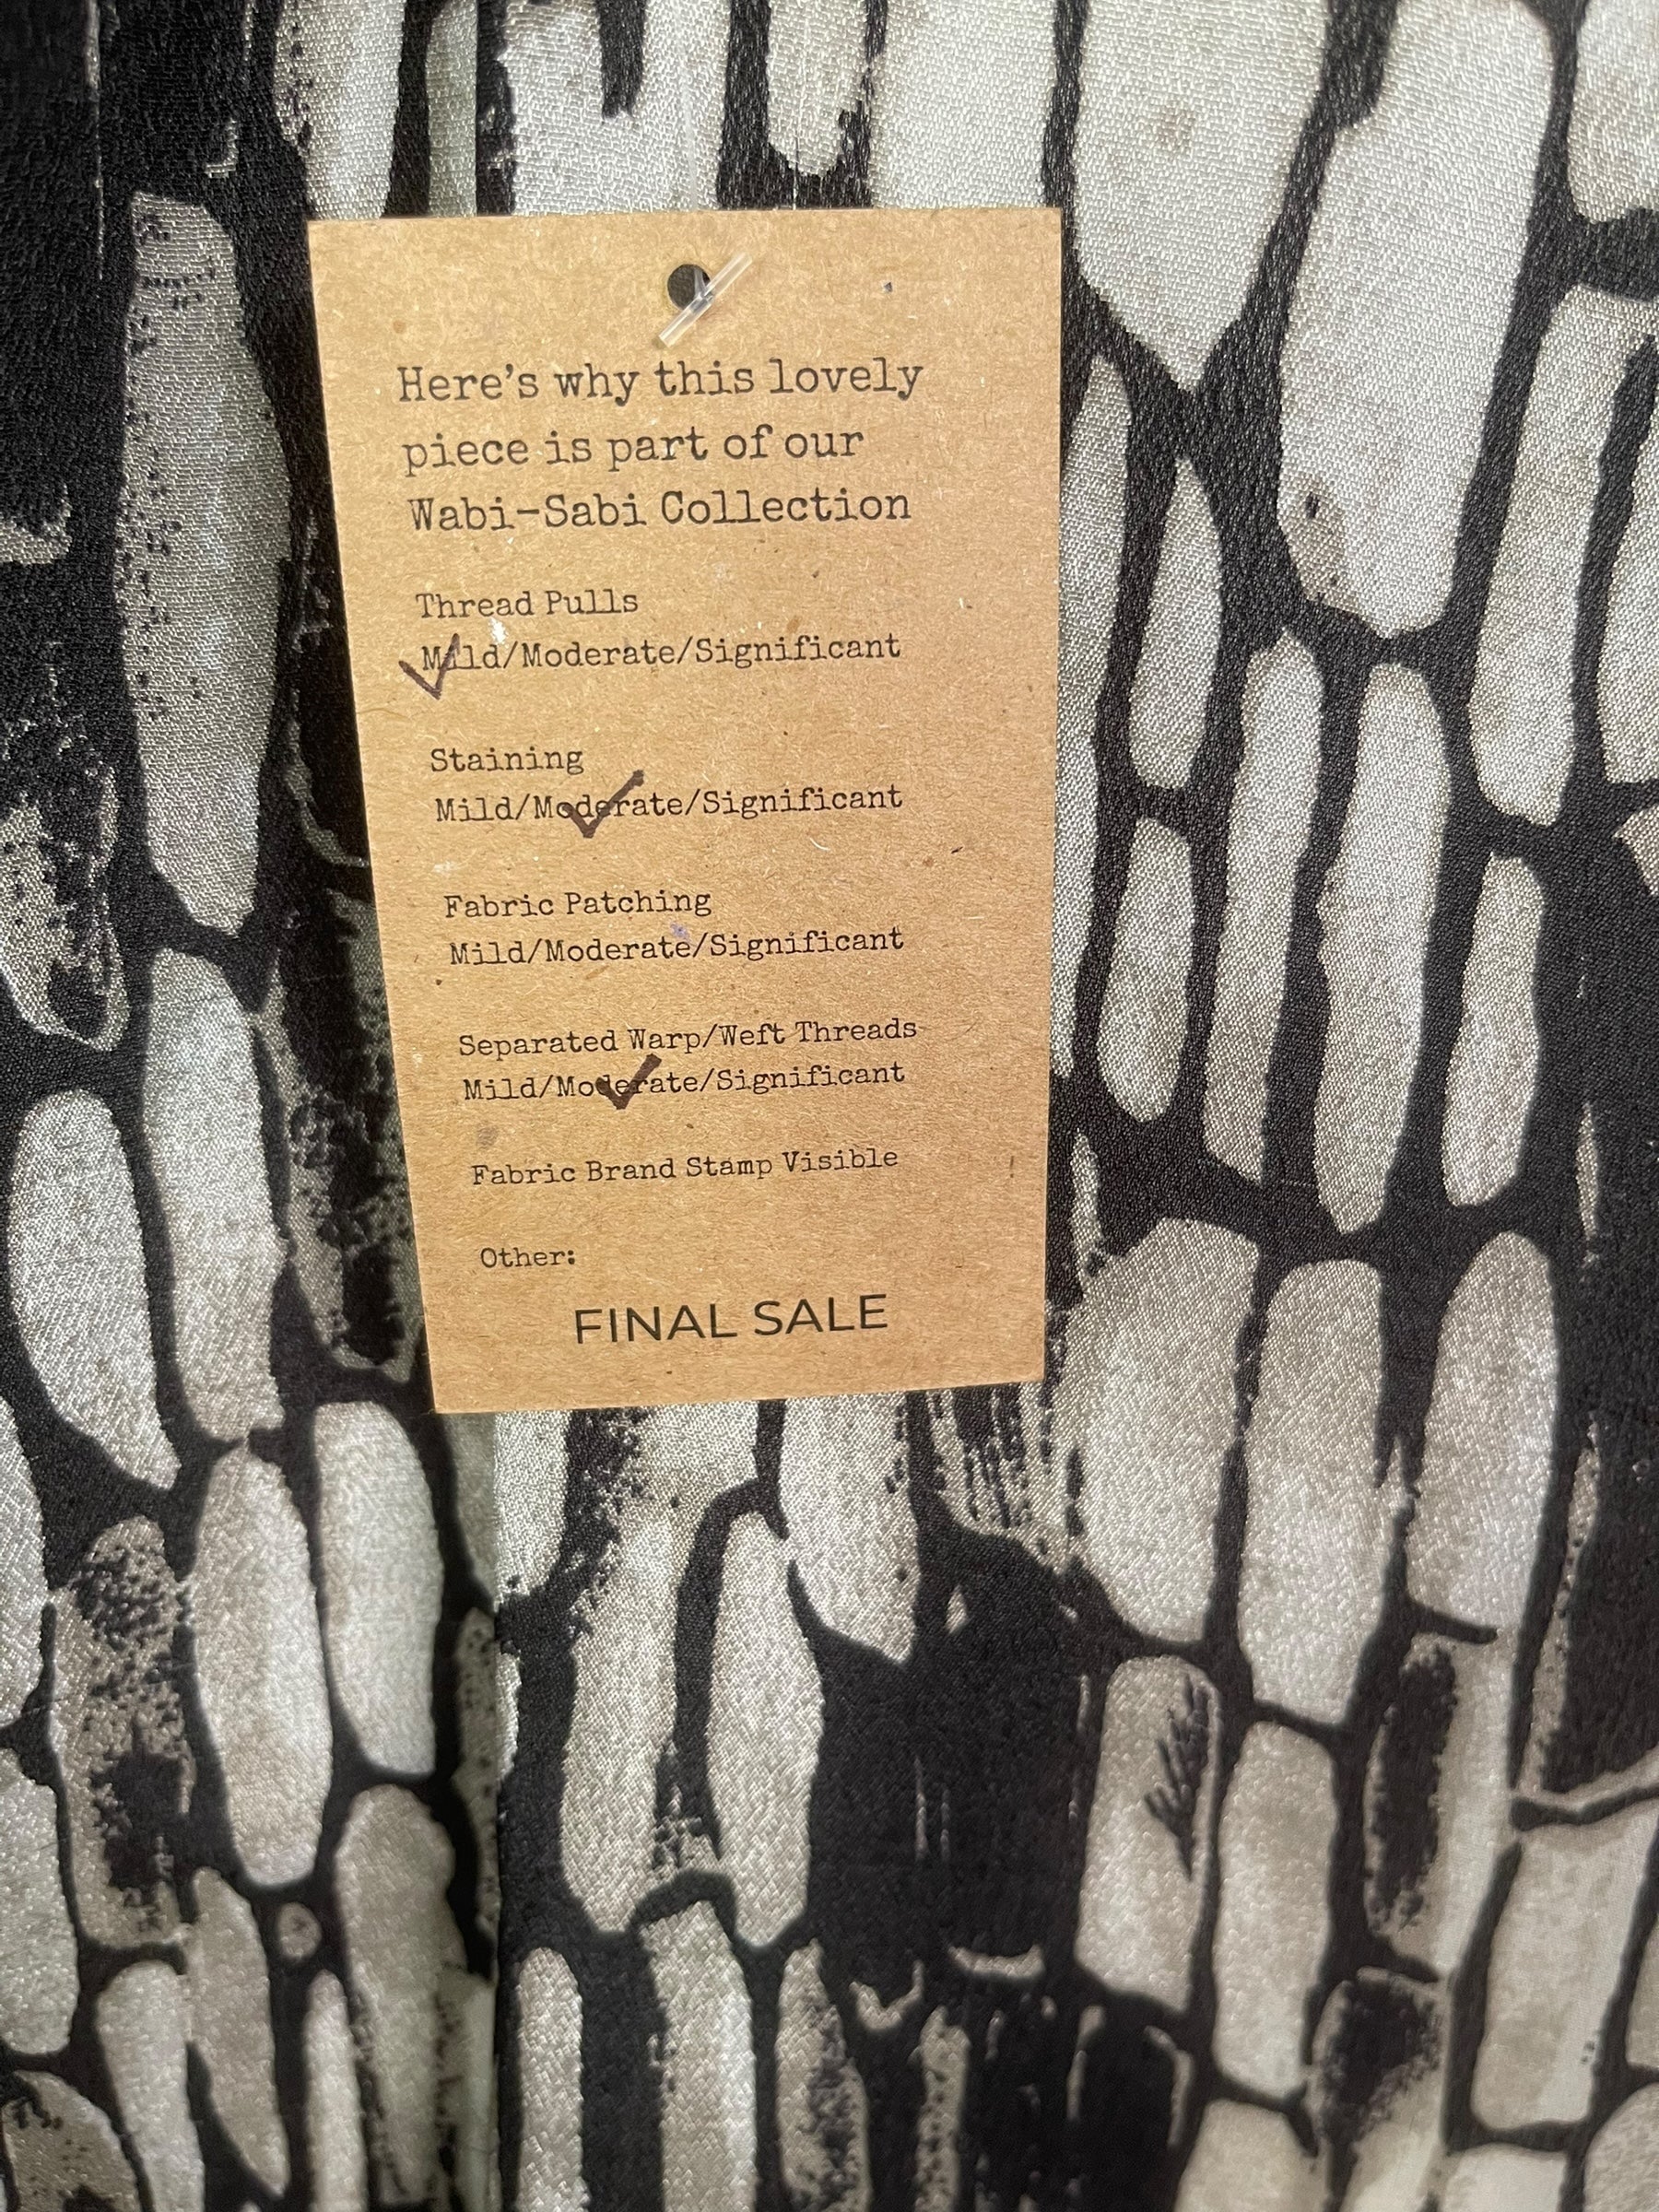 Here's why this lovely
piece is part of our
Wabi-Sabi Collection
Thread Pulls
Mild/Moderate/Significant
Staining
Mild/Moderate/Significant
Fabric Patching
Mild/Moderate/Significant
Separated Warp/Weft Threads
Mild/Moderate/Significant
Fabric Brand Stamp Visible
Other:
FINAL SALE